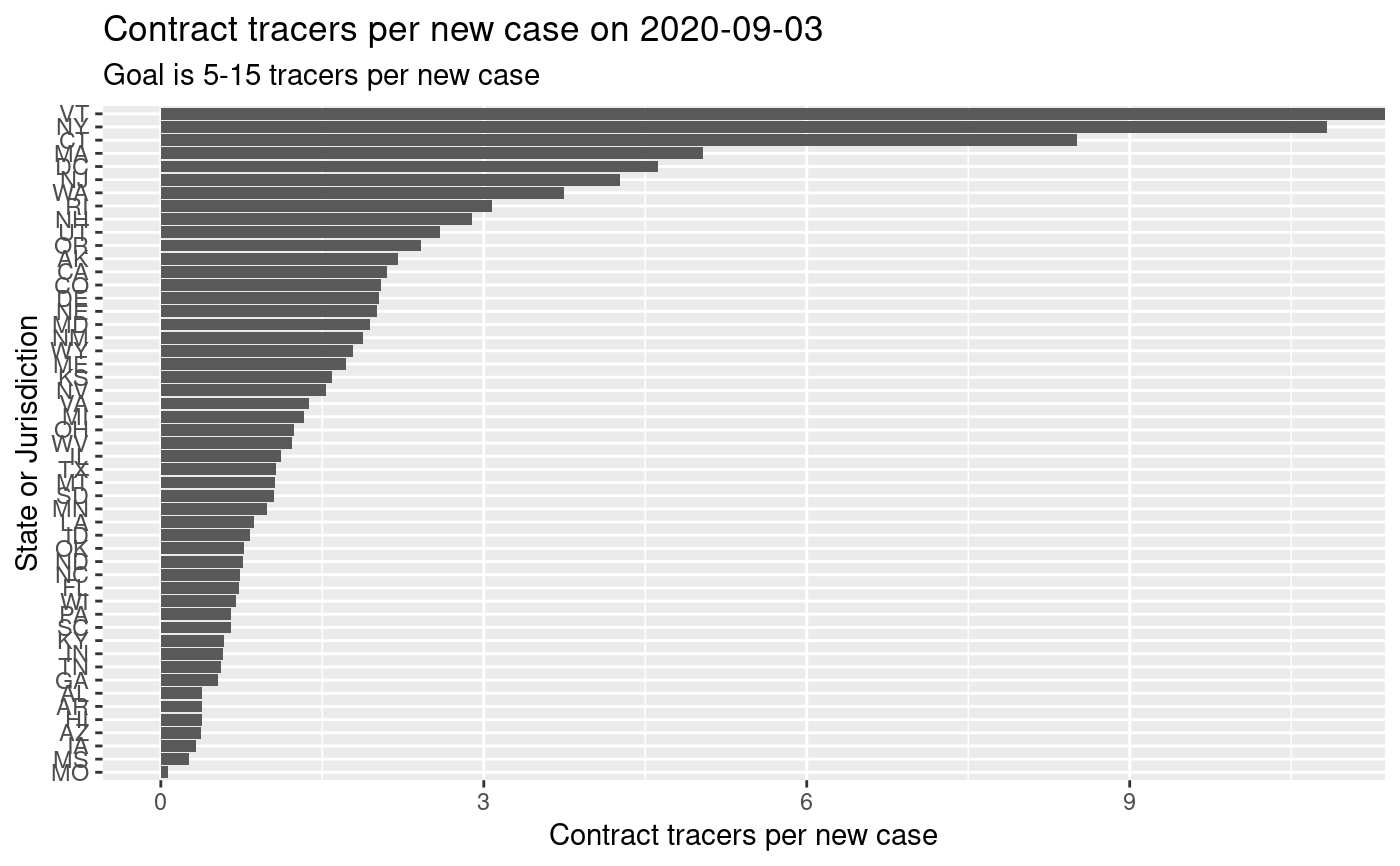 Contract tracers per new case on 2020-09-03
Goal is 5-15 tracers per new case
State or Jurisdiction
VT
NY
CT
MA
DC
NJ
WA
RI
NH
UT
OR
AK
CA
CO
DE
NE
MD
NM
WY
ME
KS
NV
VA
MI
OH
WV
IL
TX
MT
SD
MN
LA
ID
OK
ND
NC
FL
WI
PA
SC
KY
IN
TN
GA
AL
AR
HI
AZ
IA
MS
MO
0 3 6 9
Contract tracers per new case